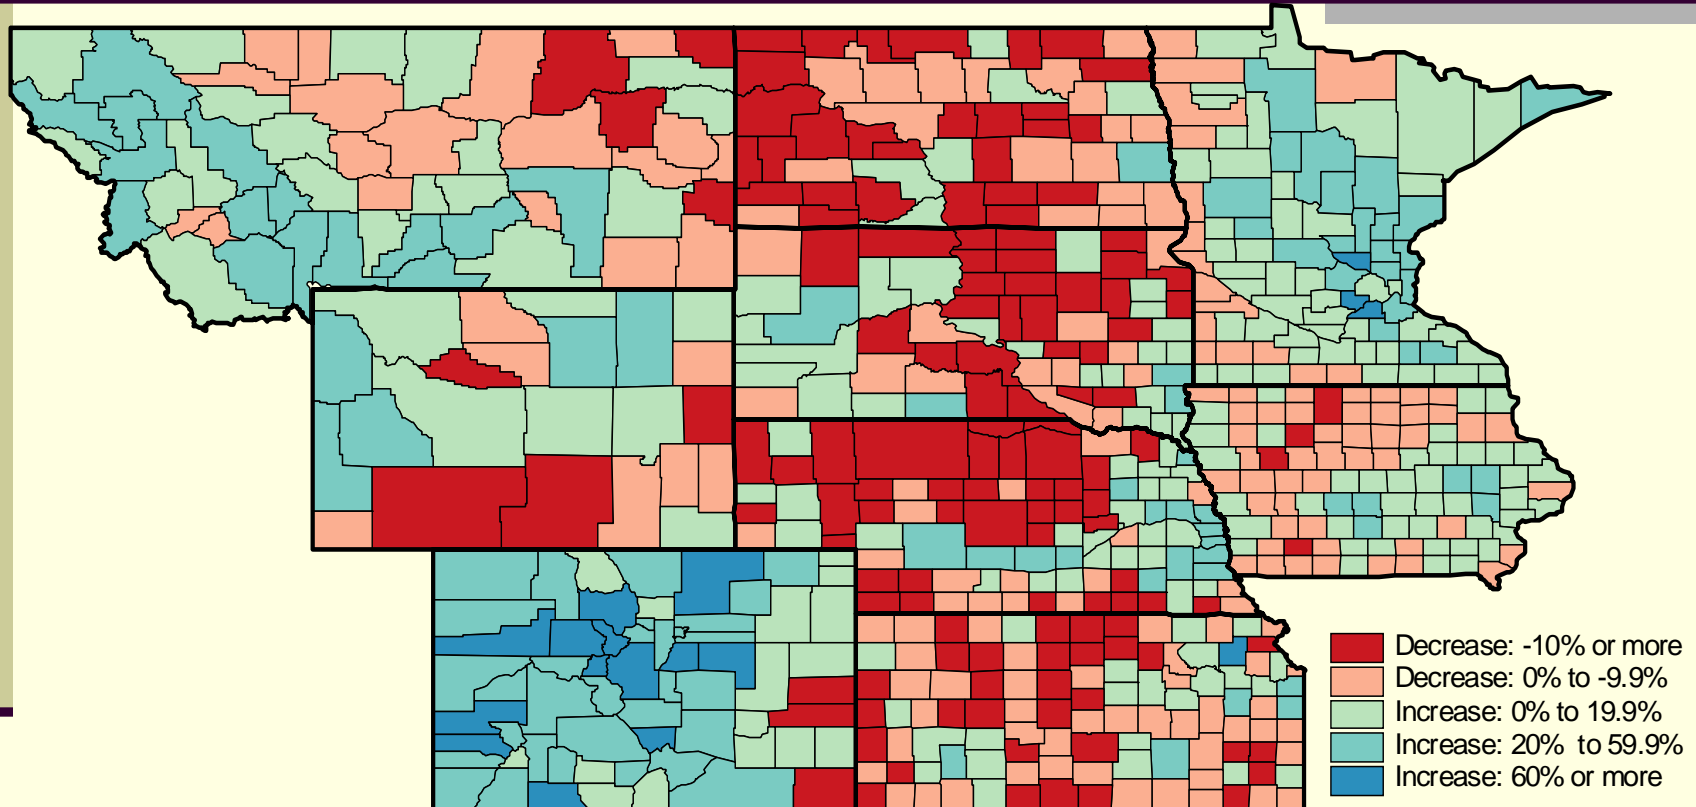 Decrease: -10% or more
Decrease: 0% to -9.9%
Increase: 0% to 19.9%
Increase: 20%  to 59.9%
Increase: 60% or more